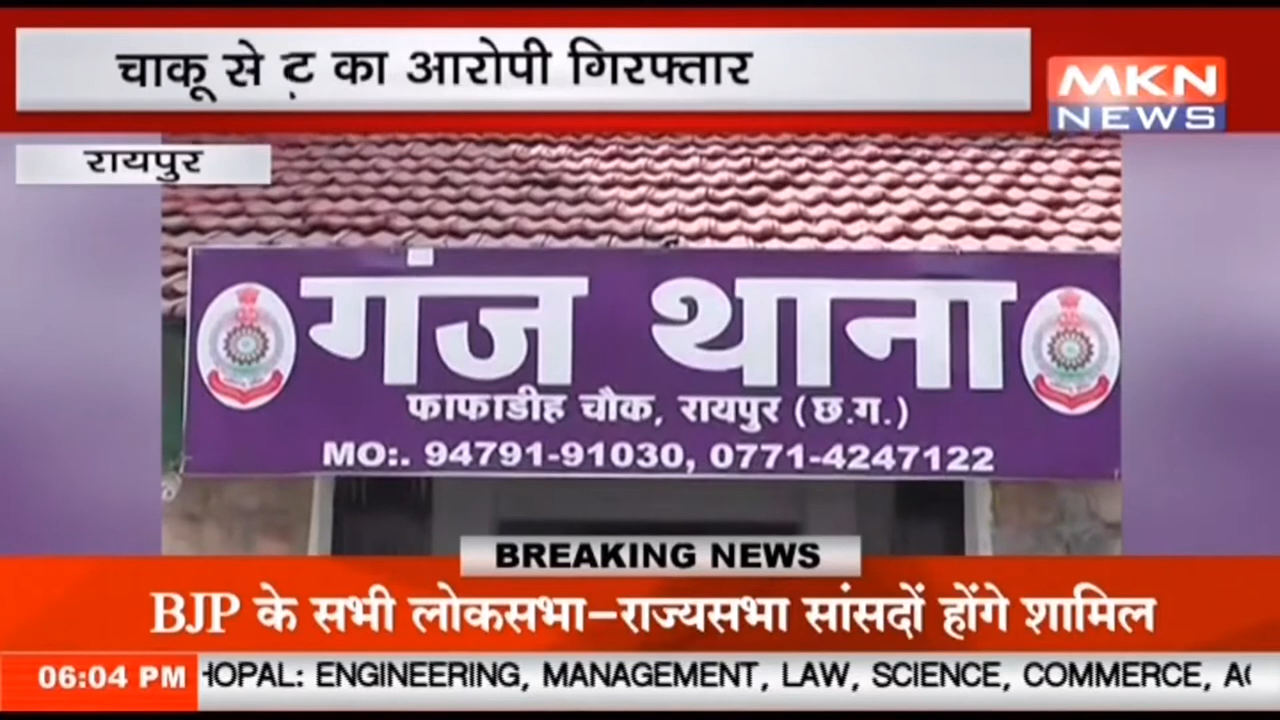 चाकू से का आरोपी गिरफ्तार
MKN
NEWS
रायपुर
गंज थाना
फाफाडीह चौक, रायपुर (छ.ग.)
MO:. 94791-91030, 0771-4247122
BREAKING NEWS
BJP के सभी लोकसभा-राज्यसभा सांसदों होंगे शामिल
06:04 PM
HOPAL: ENGINEERING, MANAGEMENT, LAW, SCIENCE, COMMERCE,